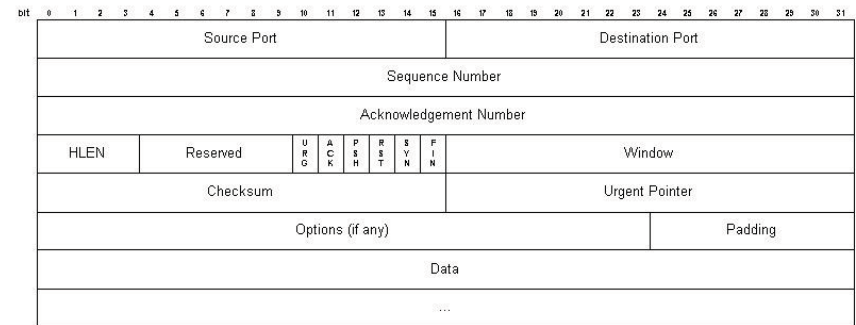 bit 0 1 2 3 4 5 6 7 8 9 10 11 12 13 14 15 16 17 18 19 20 21 22 23 24 25 26 27 28 29 30 31
Source Port Destination Port
Sequence Number
Acknowledgement Number
HLEN Reserved URG ACK PSH RST SYN FIN Window
Checksum Urgent Pointer
Options (if any) Padding
Data
...